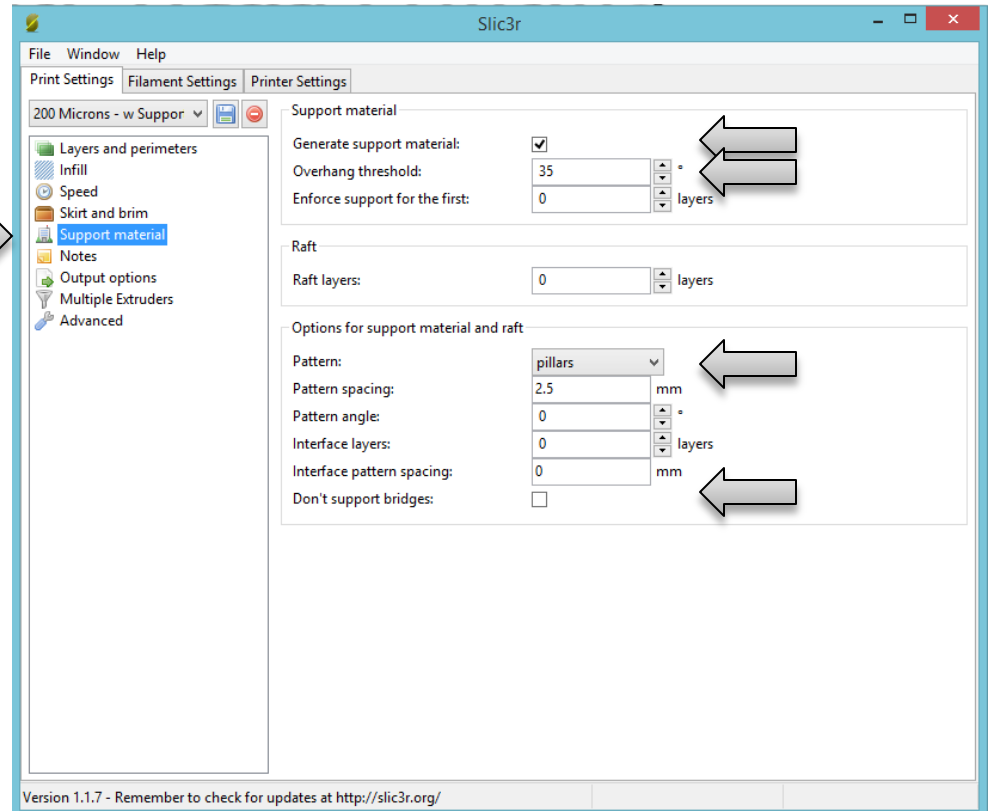 Slic3r
File Window Help
Print Settings Filament Settings Printer Settings
200 Microns - w Suppor
Layers and perimeters
Infill
Speed
Skirt and brim
Support material
Notes
Output options
Multiple Extruders
Advanced
Support material
Generate support material:
Overhang threshold: 35 °
Enforce support for the first: 0 layers
Raft
Raft layers: 0 layers
Options for support material and raft
Pattern: pillars
Pattern spacing: 2.5 mm
Pattern angle: 0 °
Interface layers: 0 layers
Interface pattern spacing: 0 mm
Don't support bridges:
Version 1.1.7 - Remember to check for updates at http://slic3r.org/